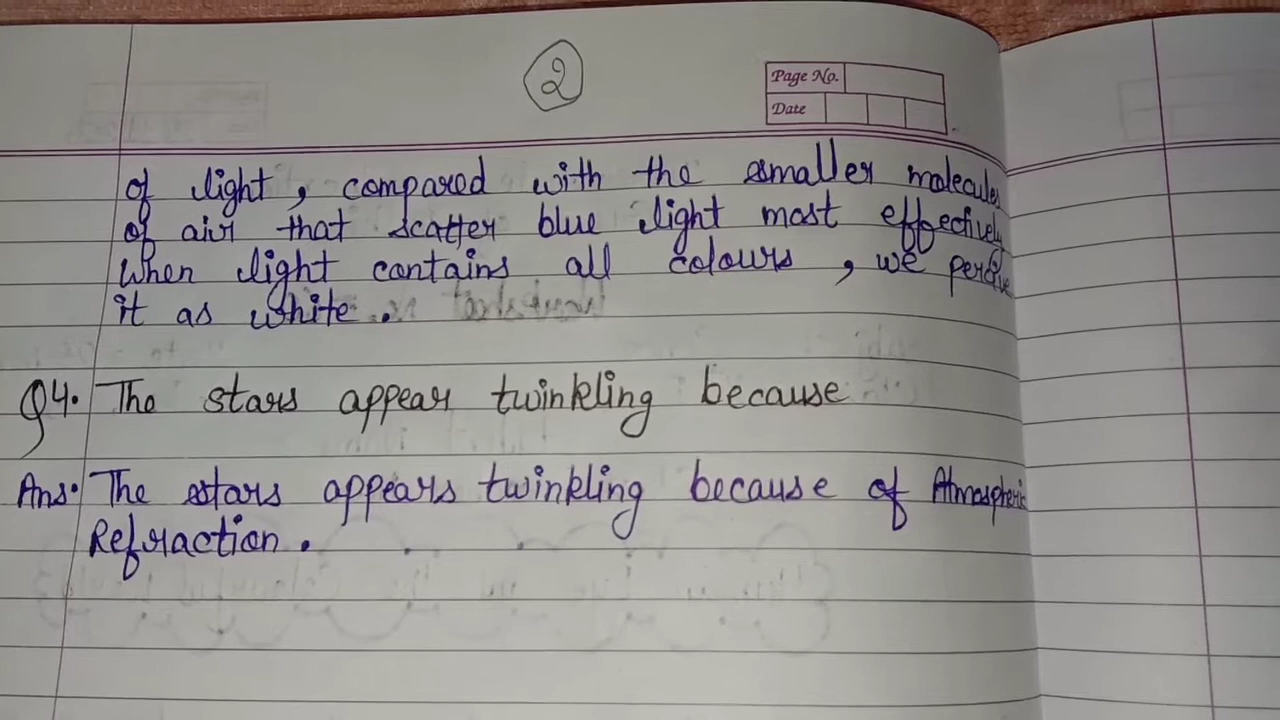 2
Page No.
Date
of light, compared with the smaller molecules
of air that scatter blue light most effectively
when light contains all colours, we
it as white.
Q4. The stars appear twinkling because
Ans. The stars appears twinkling because of Atmospheric
Refraction.